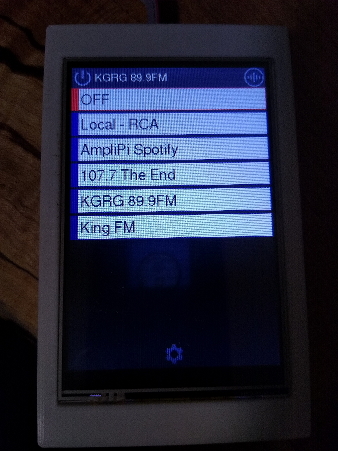 KGRG 89.9FM
OFF
Local - RCA
AmpliPi Spotify
107.7 The End
KGRG 89.9FM
King FM